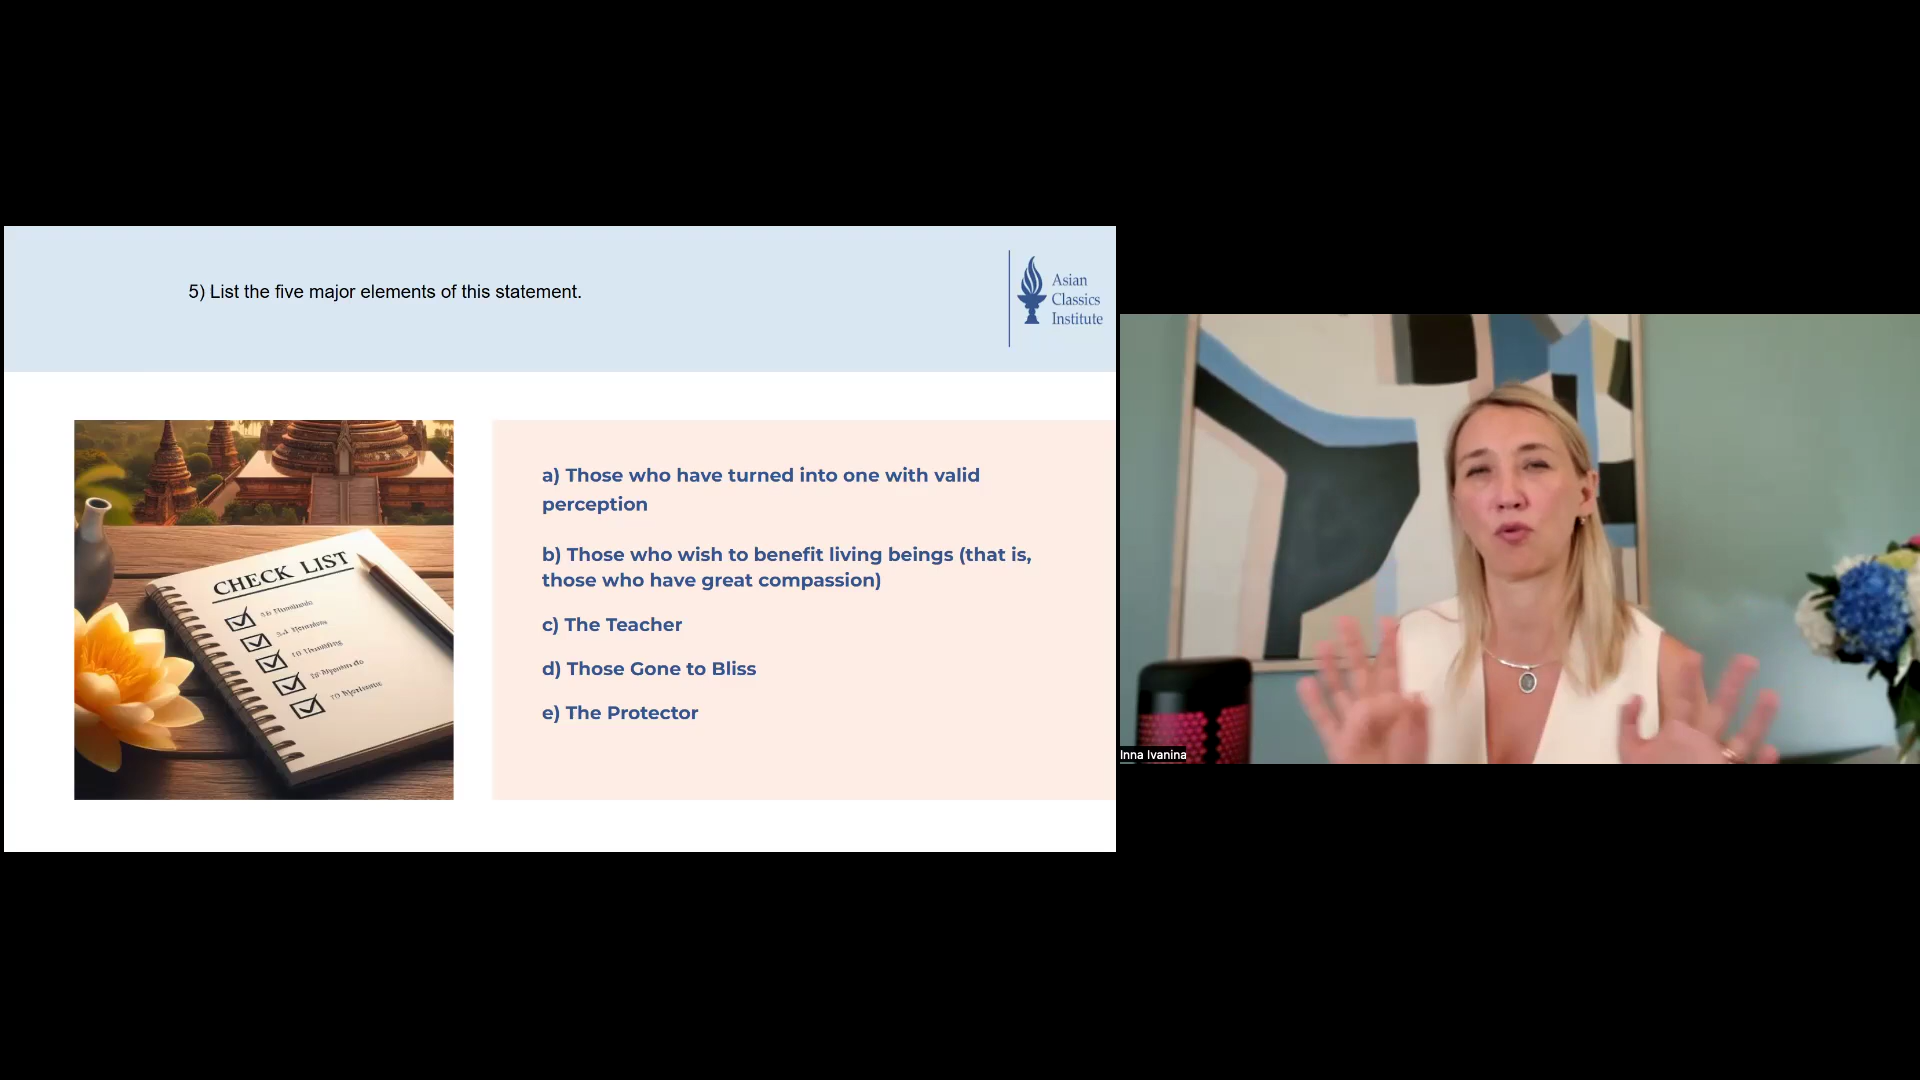 5) List the five major elements of this statement.
Asian
Classics
Institute
CHECK LIST
a) Those who have turned into one with valid
perception
b) Those who wish to benefit living beings (that is,
those who have great compassion)
c) The Teacher
d) Those Gone to Bliss
e) The Protector
Inna Ivanina